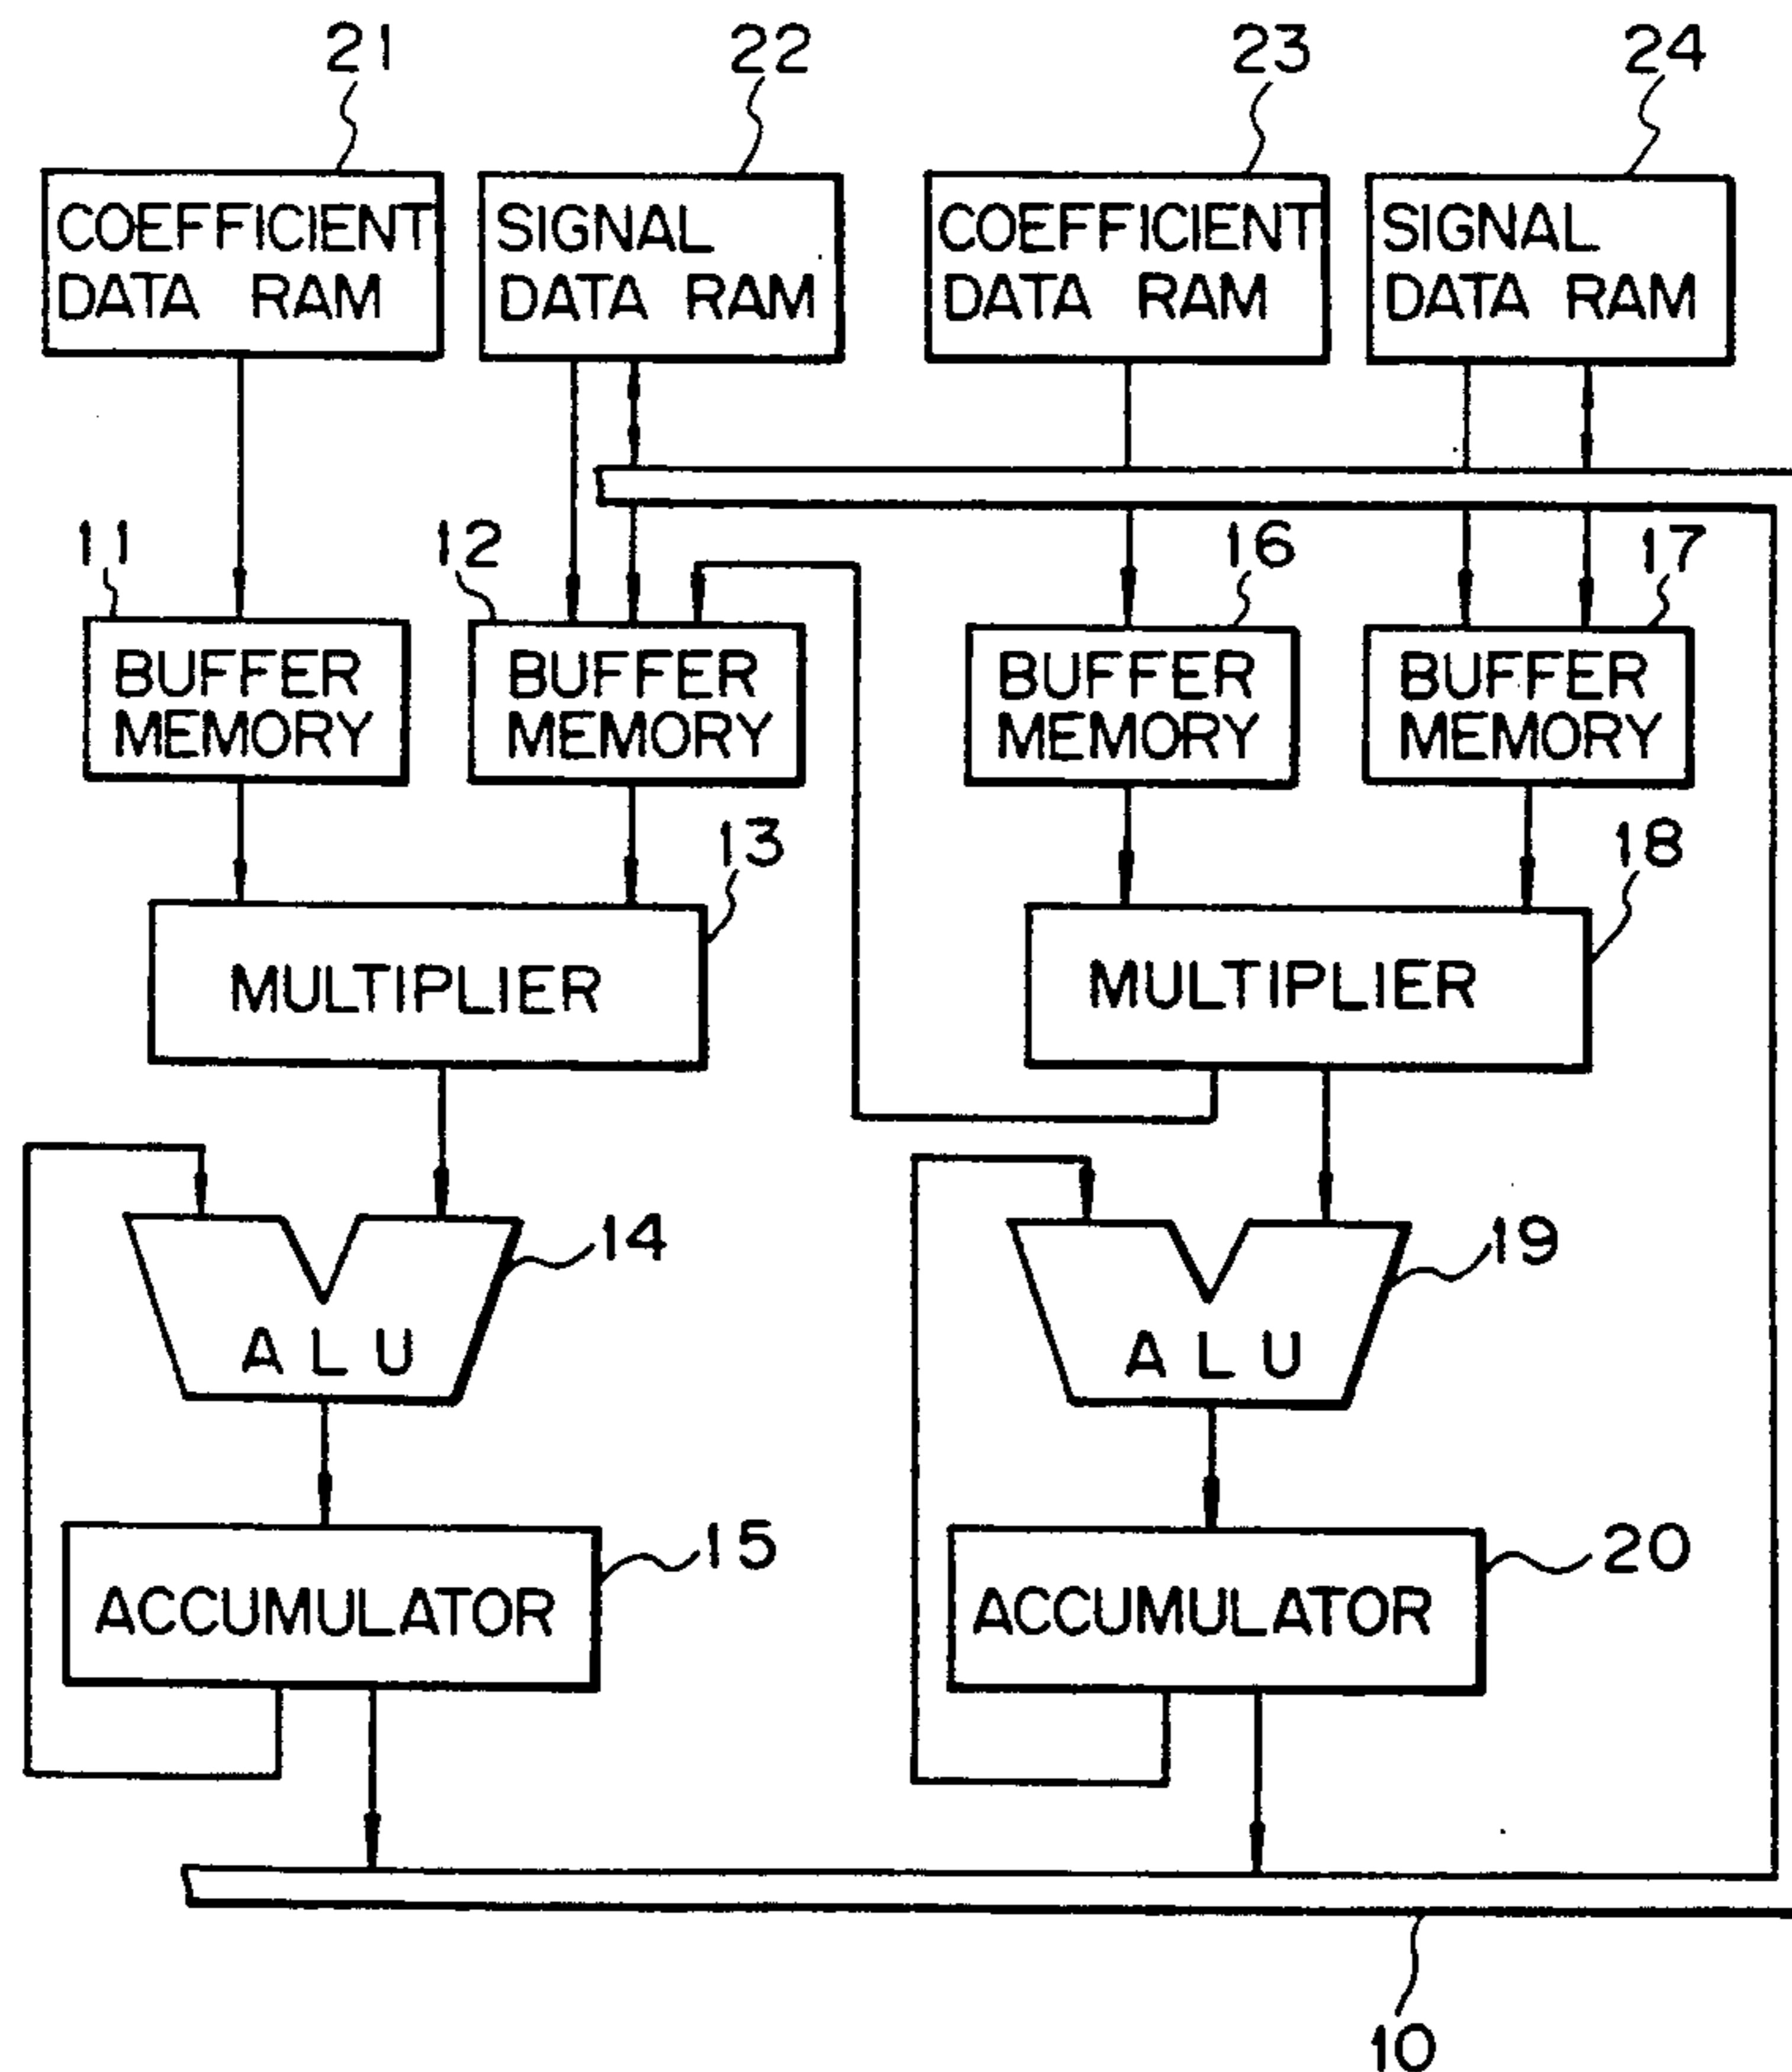 21 22 23 24
COEFFICIENT
DATA RAM
SIGNAL
DATA RAM
COEFFICIENT
DATA RAM
SIGNAL
DATA RAM
11 12 16 17
BUFFER
MEMORY
BUFFER
MEMORY
BUFFER
MEMORY
BUFFER
MEMORY
13 18
MULTIPLIER
MULTIPLIER
14 19
ALU
ALU
15 20
ACCUMULATOR
ACCUMULATOR
10